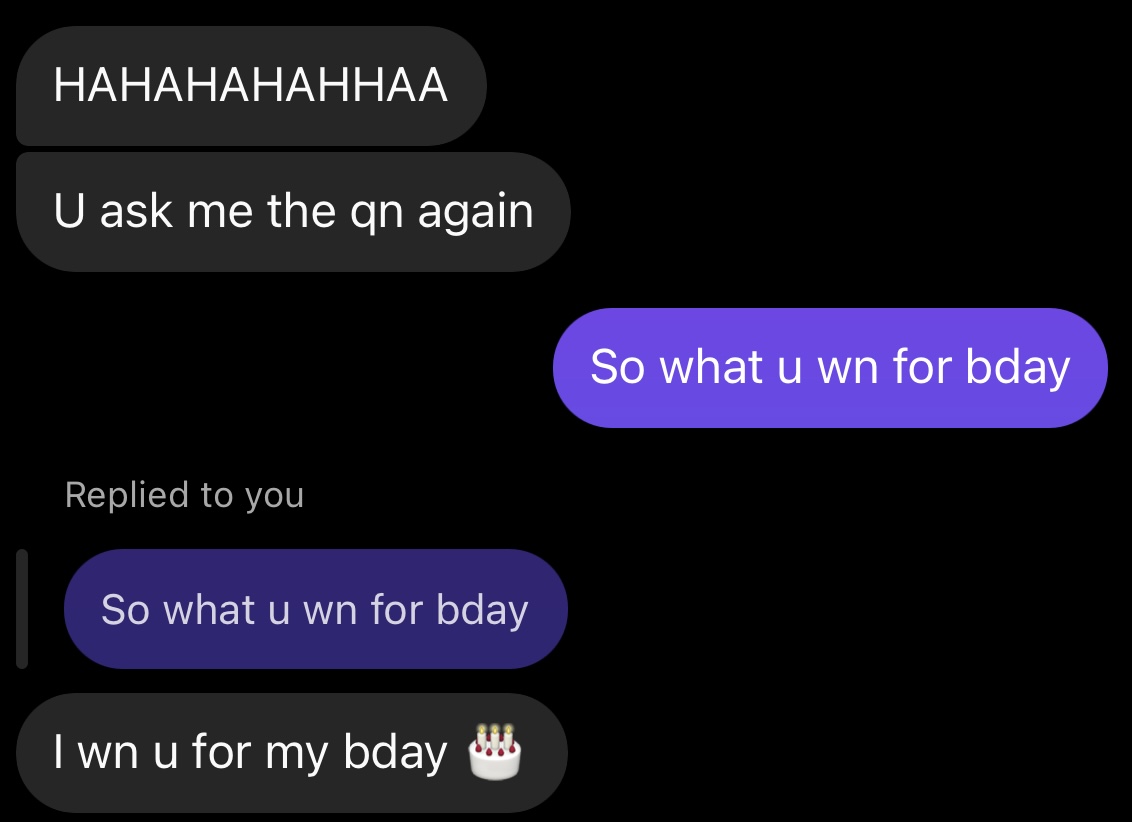 HAHAHAHAHHAA
U ask me the qn again
So what u wn for bday
Replied to you
So what u wn for bday
I wn u for my bday 🎂